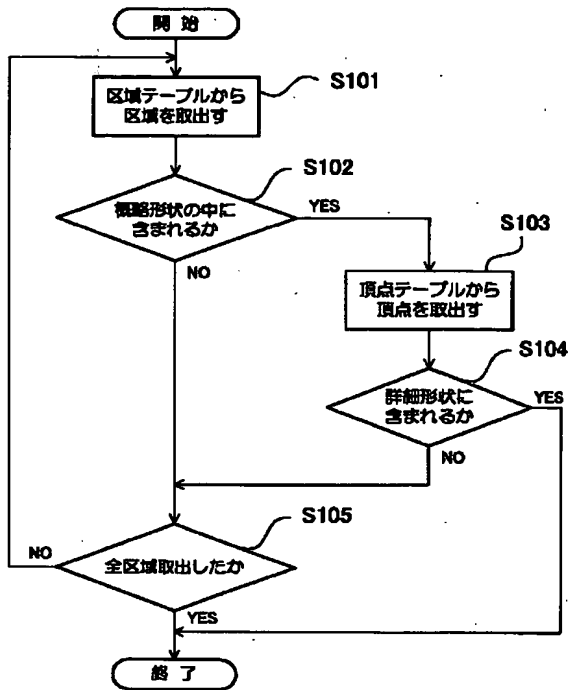 開始
S101
区域テーブルから
区域を取出す
S102
概略形状の中に
含まれるか
YES
NO
S103
頂点テーブルから
頂点を取出す
S104
詳細形状に
含まれるか
YES
NO
S105
全区域取出したか
NO
YES
終了